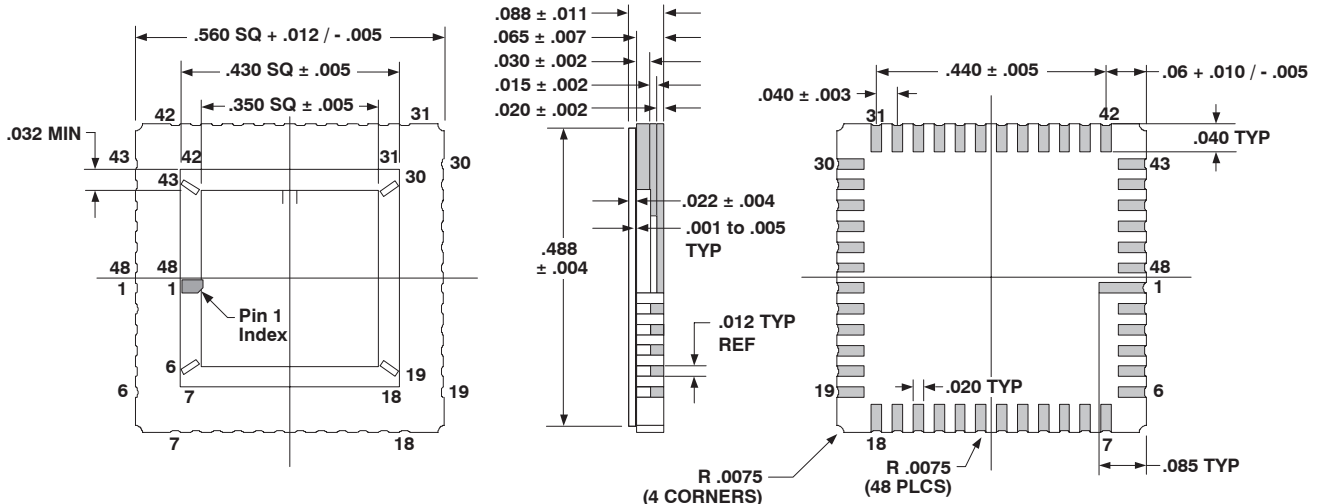 .560 SQ + .012 / - .005
.430 SQ ± .005
.350 SQ ± .005
42
31
.032 MIN
43
42
31
30
43
30
48
48
1
1
Pin 1
Index
6
19
6
7
18
19
7
18
.088 ± .011
.065 ± .007
.030 ± .002
.015 ± .002
.020 ± .002
.022 ± .004
.001 to .005
TYP
.488
± .004
.012 TYP
REF
.440 ± .005
.06 + .010 / - .005
.040 ± .003
31
42
.040 TYP
30
43
48
1
19
.020 TYP
6
18
7
R .0075
(4 CORNERS)
R .0075
(48 PLCS)
.085 TYP